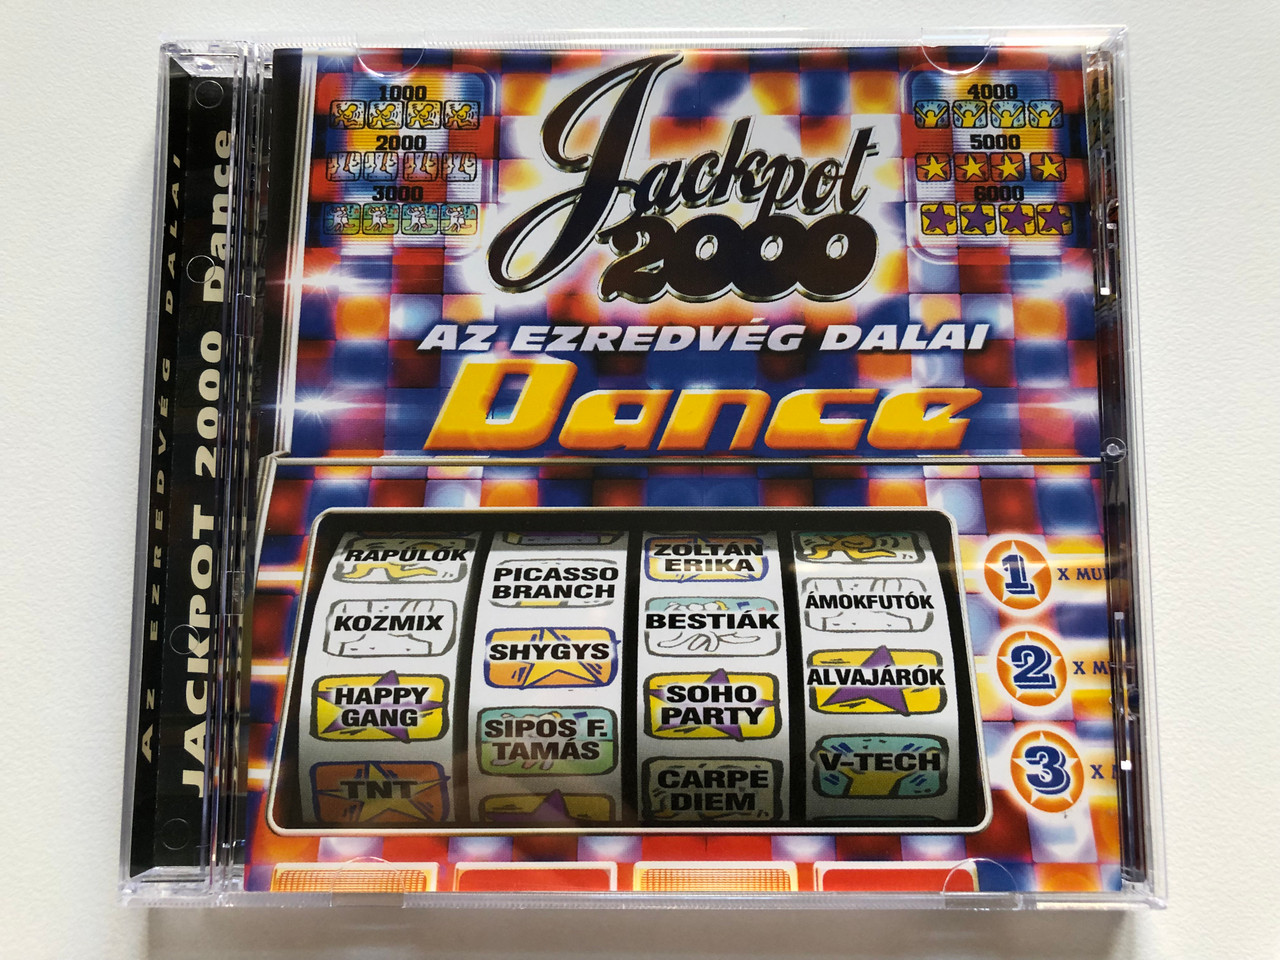 AZ EZREDVÉG DALAI
JACKPOT 2000 Dance
1000
2000
3000
Jackpot
2000
4000
5000
6000
AZ EZREDVÉG DALAI
Dance
RAPÜLŐK
KOZMIX
HAPPY
GANG
TNT
PICASSO
BRANCH
SHYGYS
SIPOS F.
TAMÁS
ZOLTÁN
ERIKA
BESTIÁK
SOHO
PARTY
CARPE
DIEM
ÁMOKFUTÓK
ALVAJÁRÓK
V-TECH
1 X
2 X
3 X